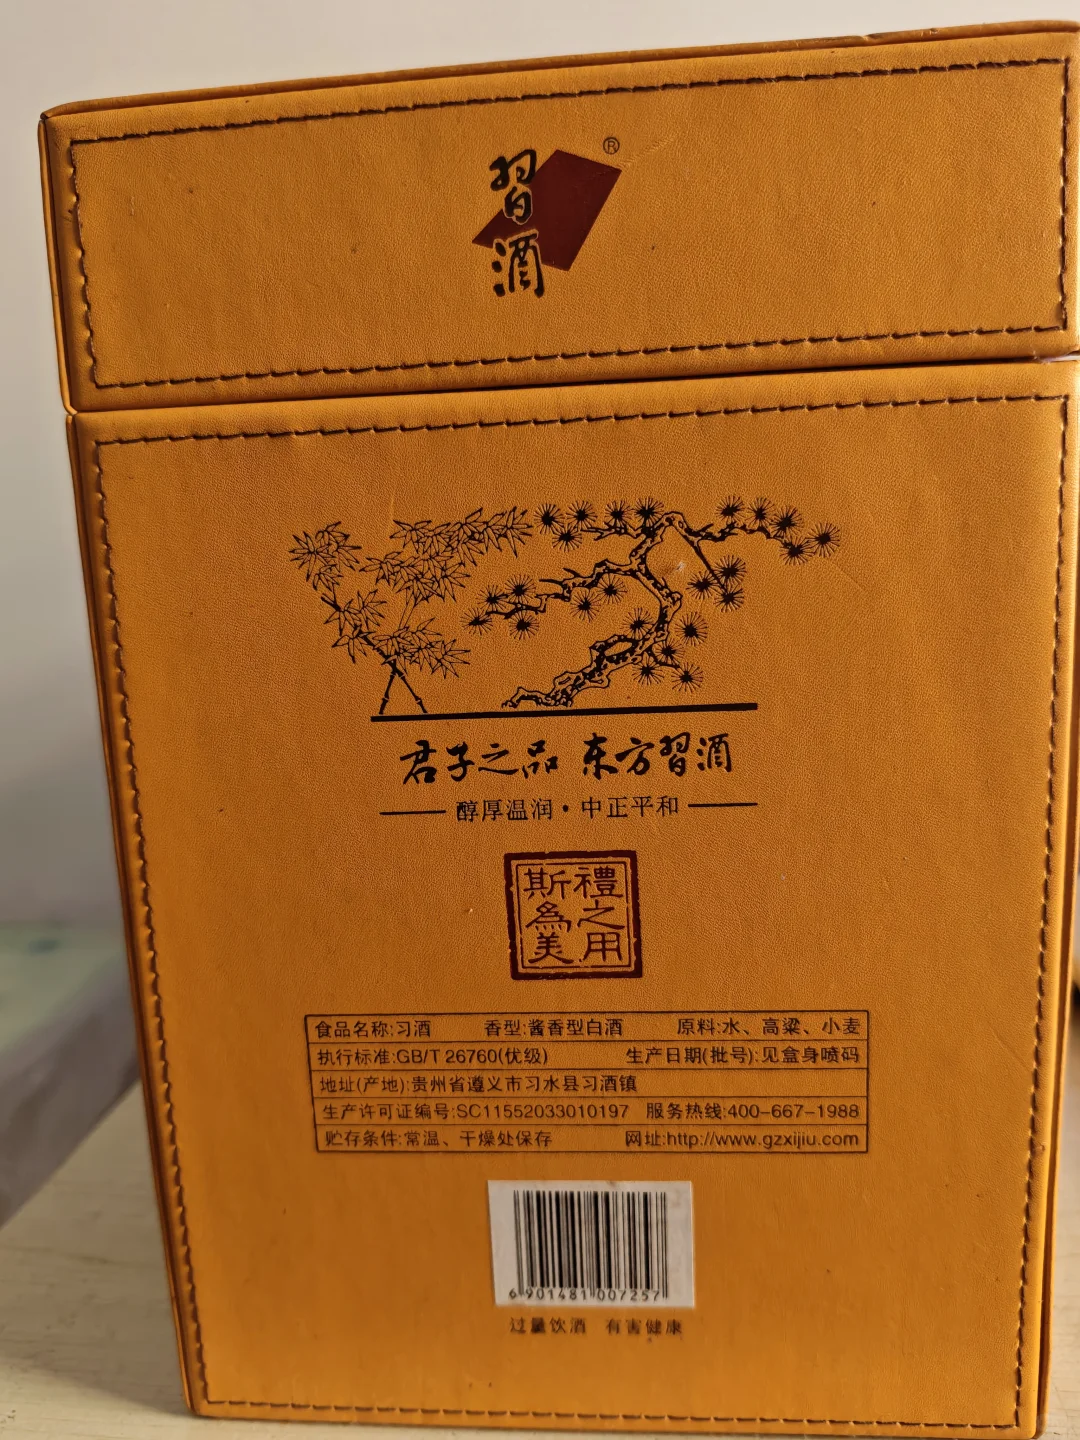 習酒®
君子之品 东方習酒
醇厚温润·中正平和
禮之用
斯為美
食品名称:习酒 香型:酱香型白酒 原料:水、高粱、小麦
执行标准:GB/T 26760(优级) 生产日期(批号):见盒身喷码
地址(产地):贵州省遵义市习水县习酒镇
生产许可证编号:SC11552033010197 服务热线:400-667-1988
贮存条件:常温、干燥处保存 网址:http://www.gzxijiu.com
6 901481 007257
过量饮酒 有害健康